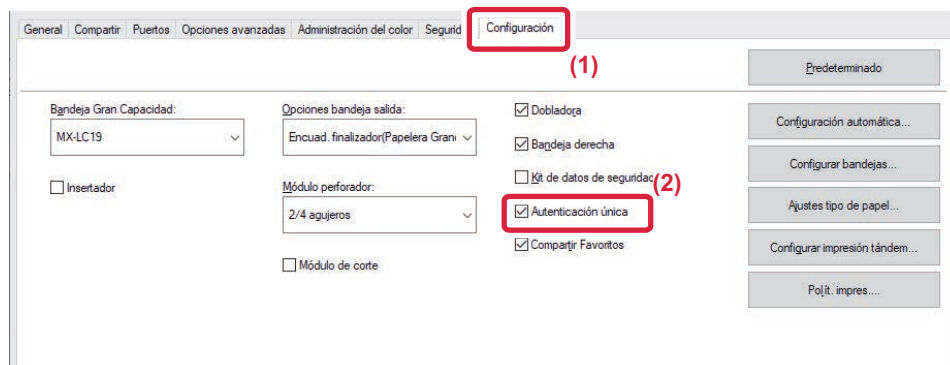 General Compartir Puertos Opciones avanzadas Administración del color Segurid Configuración
(1)
Predeterminado
Bandeja Gran Capacidad:
MX-LC19
Insertador
Opciones bandeja salida:
Encuad. finalizador(Papelera Gran
Módulo perforador:
2/4 agujeros
Módulo de corte
Dobladora
Bandeja derecha
Kit de datos de seguridad
(2)
Autenticación única
Compartir Favoritos
Configuración automática...
Configurar bandejas...
Ajustes tipo de papel...
Configurar impresión tándem...
Polít. impres....